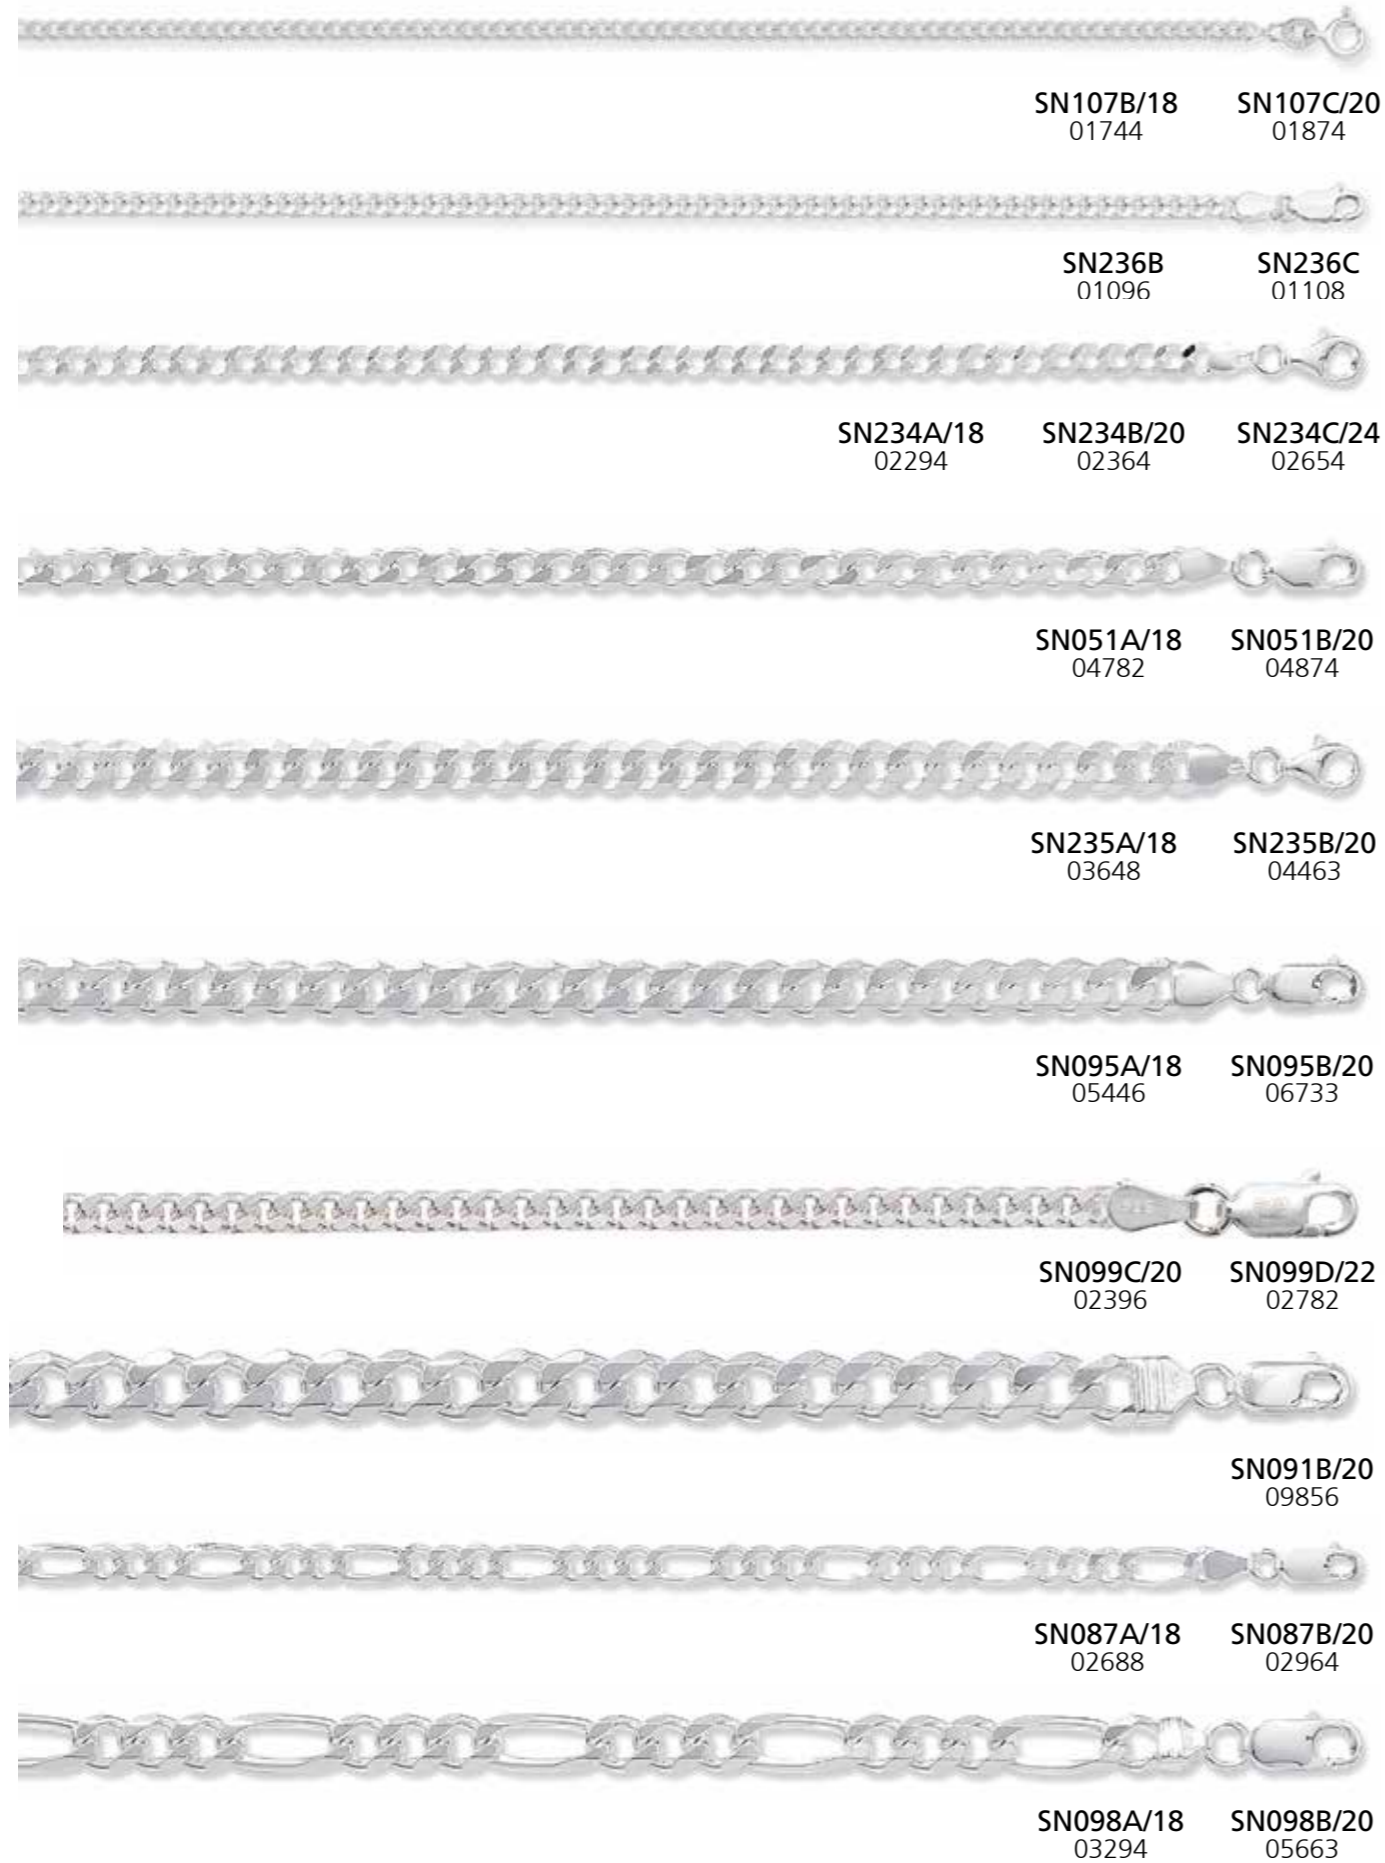 SN107B/18 SN107C/20
01744 01874
SN236B SN236C
01096 01108
SN234A/18 SN234B/20 SN234C/24
02294 02364 02654
SN051A/18 SN051B/20
04782 04874
SN235A/18 SN235B/20
03648 04463
SN095A/18 SN095B/20
05446 06733
SN099C/20 SN099D/22
02396 02782
SN091B/20
09856
SN087A/18 SN087B/20
02688 02964
SN098A/18 SN098B/20
03294 05663